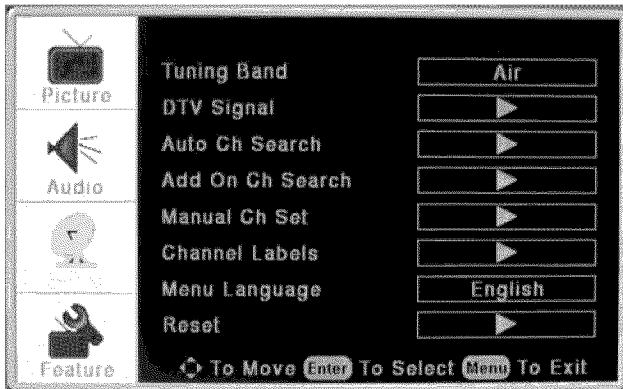 Picture
Audio
Feature
Tuning Band Air
DTV Signal
Auto Ch Search
Add On Ch Search
Manual Ch Set
Channel Labels
Menu Language English
Reset
To Move Enter To Select Menu To Exit